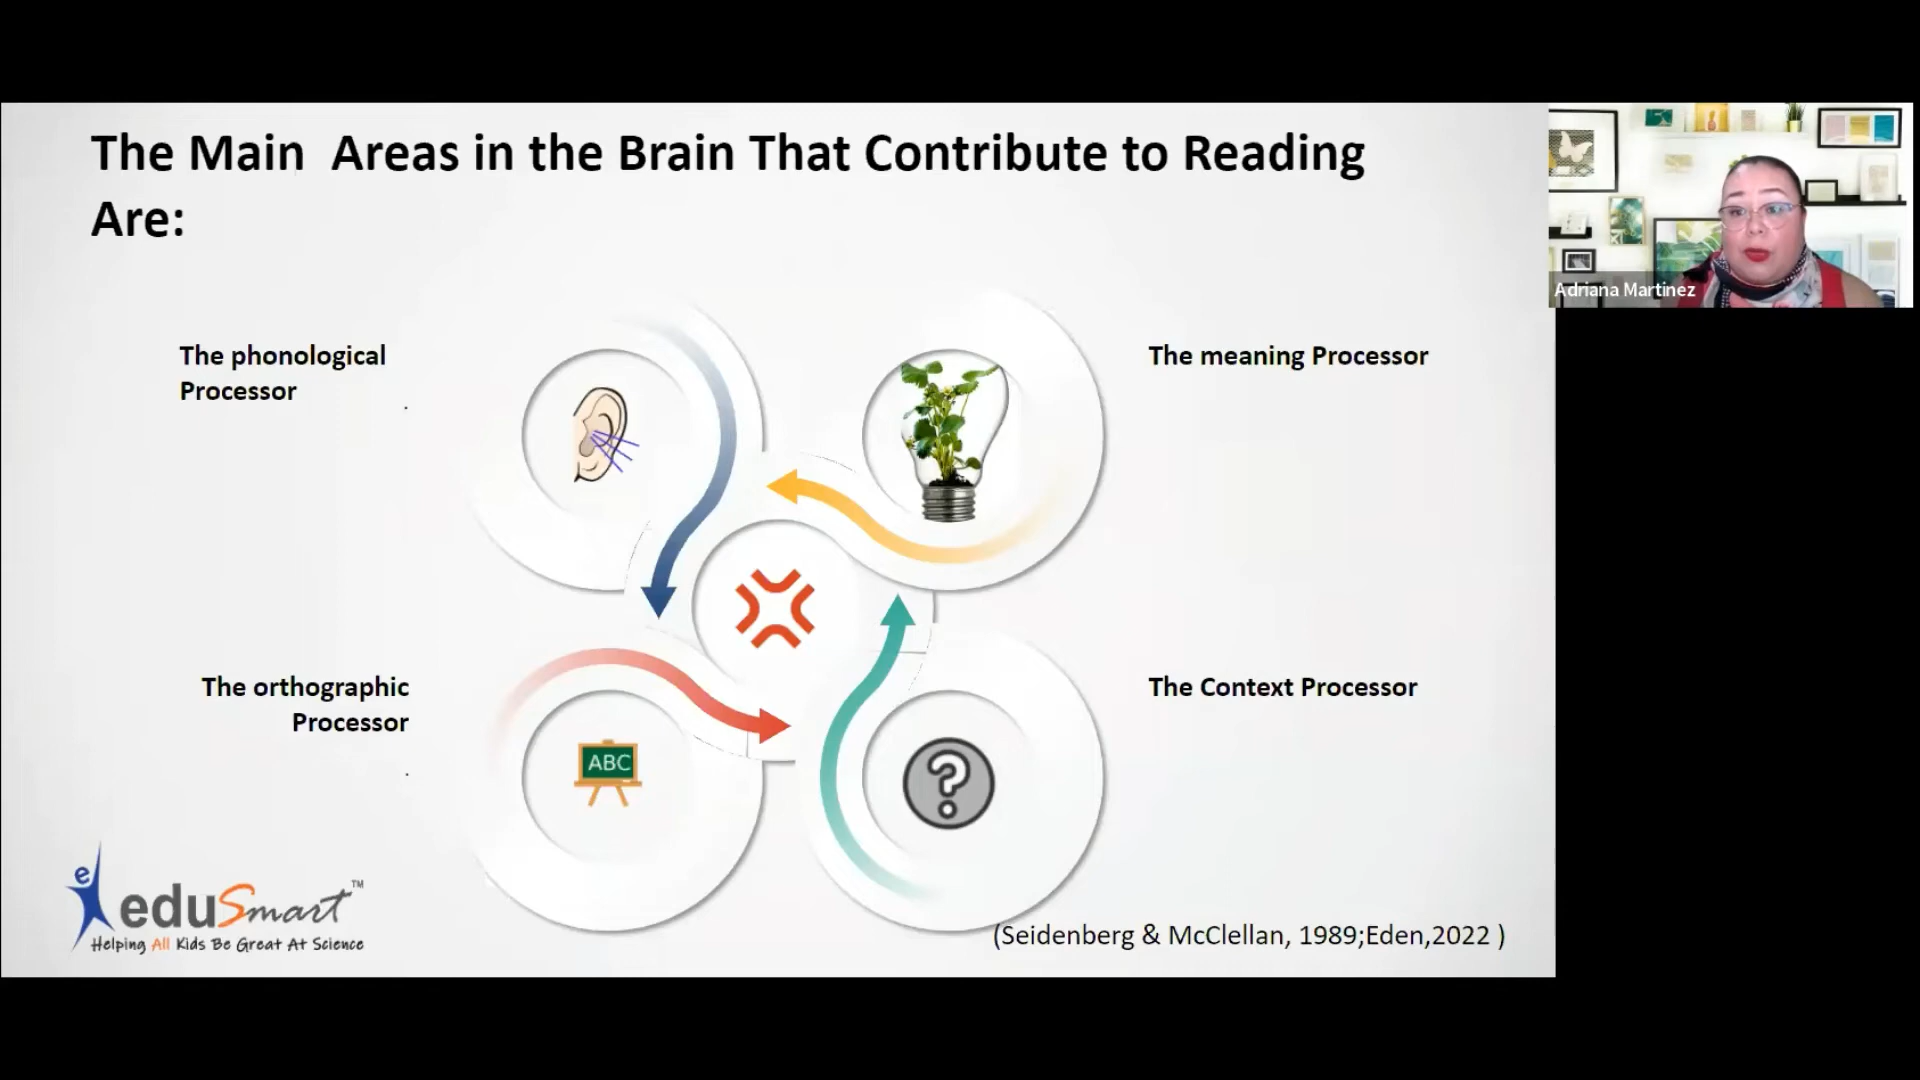 The Main  Areas in the Brain That Contribute to Reading
Are:
Adriana Martinez
The phonological
Processor
.
The meaning Processor
The orthographic
Processor
.
The Context Processor
ABC
?
e
eduSmart™
Helping All Kids Be Great At Science
(Seidenberg & McClellan, 1989;Eden,2022 )